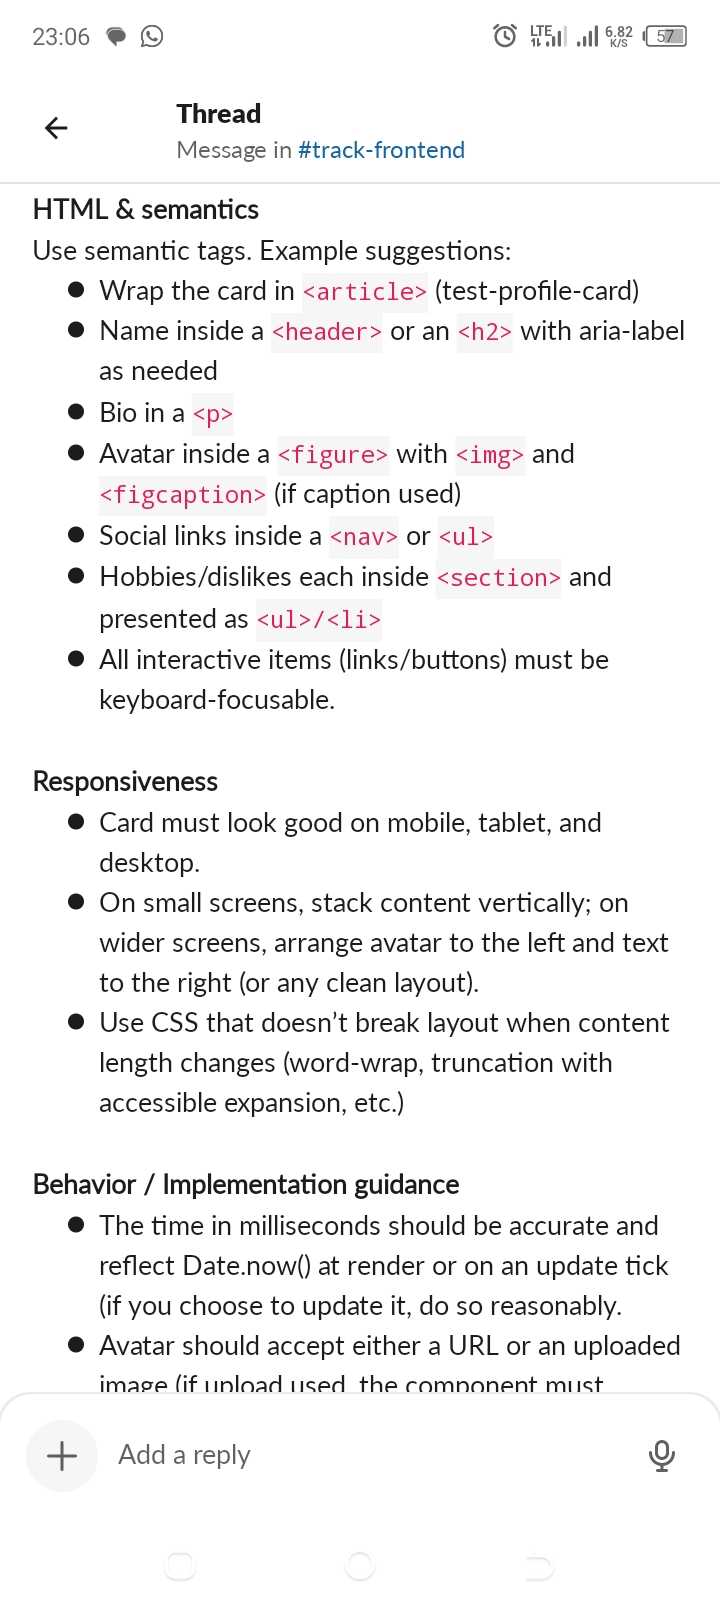 23:06
LTE
6.82
K/S
57
Thread
Message in #track-frontend
HTML & semantics
Use semantic tags. Example suggestions:
● Wrap the card in <article> (test-profile-card)
● Name inside a <header> or an <h2> with aria-label
as needed
● Bio in a <p>
● Avatar inside a <figure> with <img> and
<figcaption> (if caption used)
● Social links inside a <nav> or <ul>
● Hobbies/dislikes each inside <section> and
presented as <ul>/<li>
● All interactive items (links/buttons) must be
keyboard-focusable.
Responsiveness
● Card must look good on mobile, tablet, and
desktop.
● On small screens, stack content vertically; on
wider screens, arrange avatar to the left and text
to the right (or any clean layout).
● Use CSS that doesn’t break layout when content
length changes (word-wrap, truncation with
accessible expansion, etc.)
Behavior / Implementation guidance
● The time in milliseconds should be accurate and
reflect Date.now() at render or on an update tick
(if you choose to update it, do so reasonably.
● Avatar should accept either a URL or an uploaded
image (if upload used, the component must
Add a reply